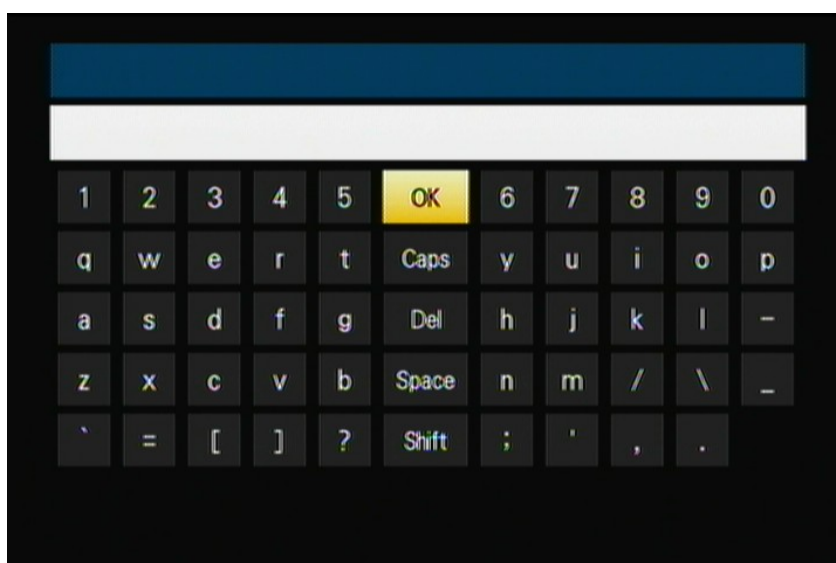 1 2 3 4 5 OK 6 7 8 9 0
q w e r t Caps y u i o p
a s d f g Del h j k l -
z x c v b Space n m / \ _
` = [ ] ? Shift ; ' , .